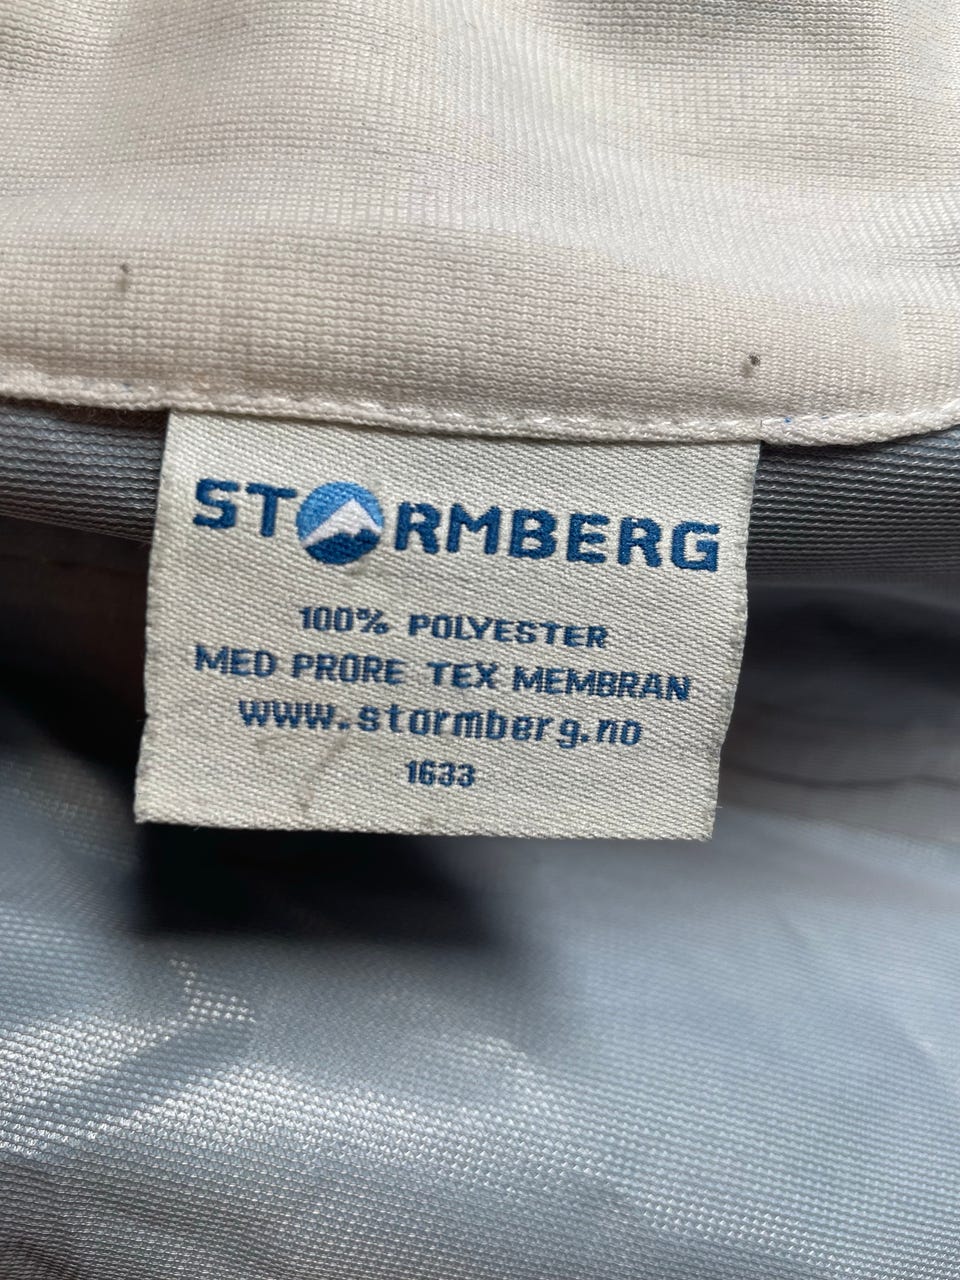 STORMBERG
100% POLYESTER
MED PRORE TEX MEMBRAN
www.stormberg.no
1633